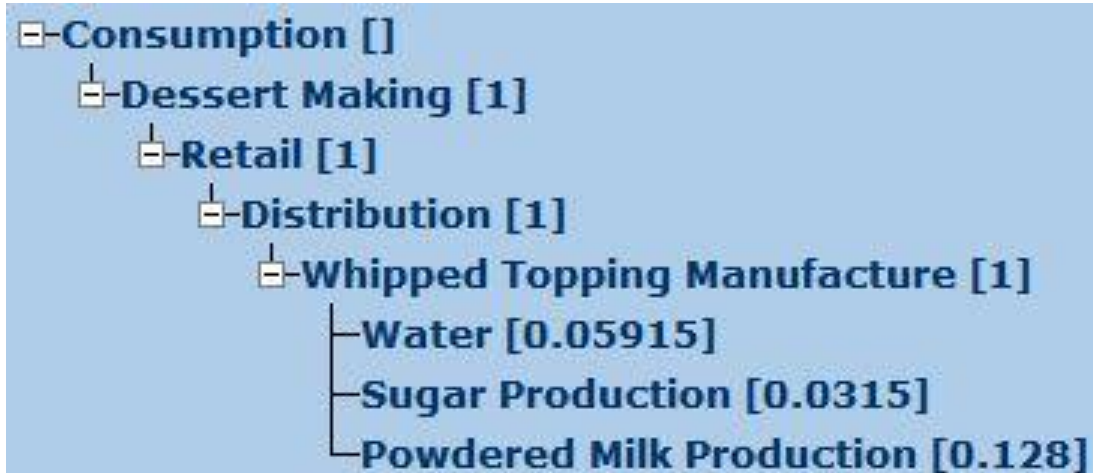 Consumption []
Dessert Making [1]
Retail [1]
Distribution [1]
Whipped Topping Manufacture [1]
Water [0.05915]
Sugar Production [0.0315]
Powdered Milk Production [0.128]